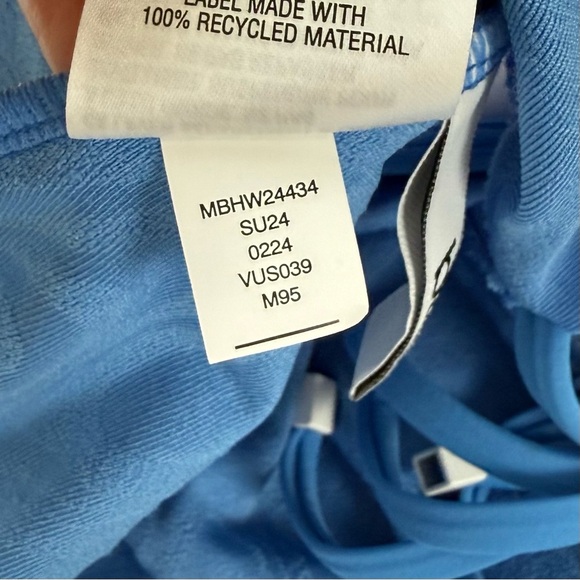 LABEL MADE WITH
100% RECYCLED MATERIAL
MBHW24434
SU24
0224
VUS039
M95